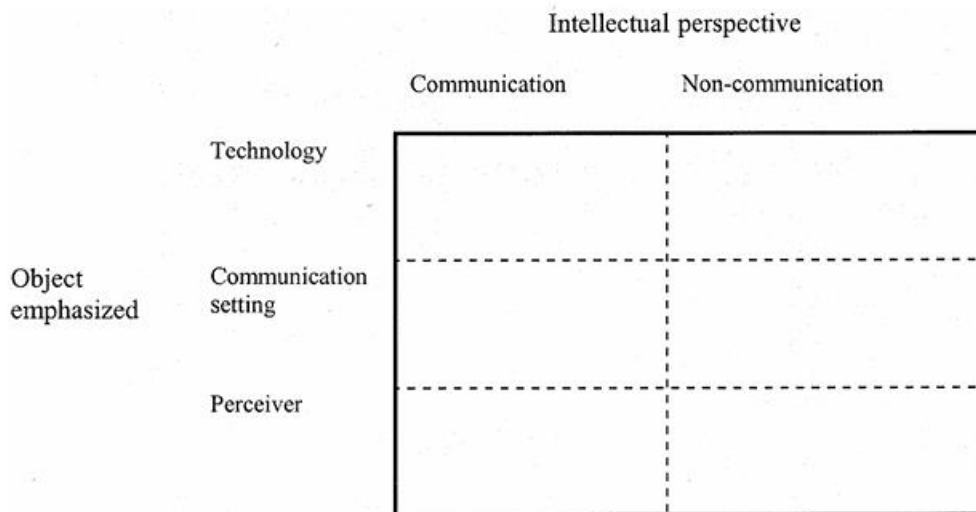 Intellectual perspective
Communication Non-communication
Technology
Object
emphasized
Communication
setting
Perceiver